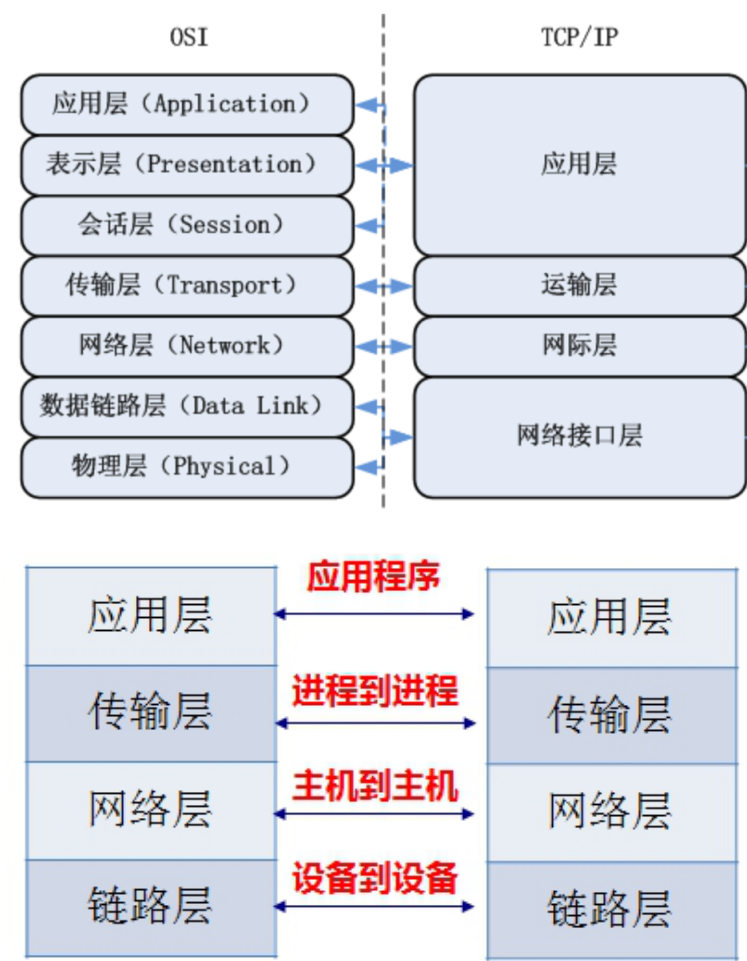 OSI
TCP/IP
应用层（Application）
表示层（Presentation）
会话层（Session）
传输层（Transport）
网络层（Network）
数据链路层（Data Link）
物理层（Physical）
应用层
运输层
网际层
网络接口层
应用层
应用程序
应用层
传输层
进程到进程
传输层
网络层
主机到主机
网络层
链路层
设备到设备
链路层